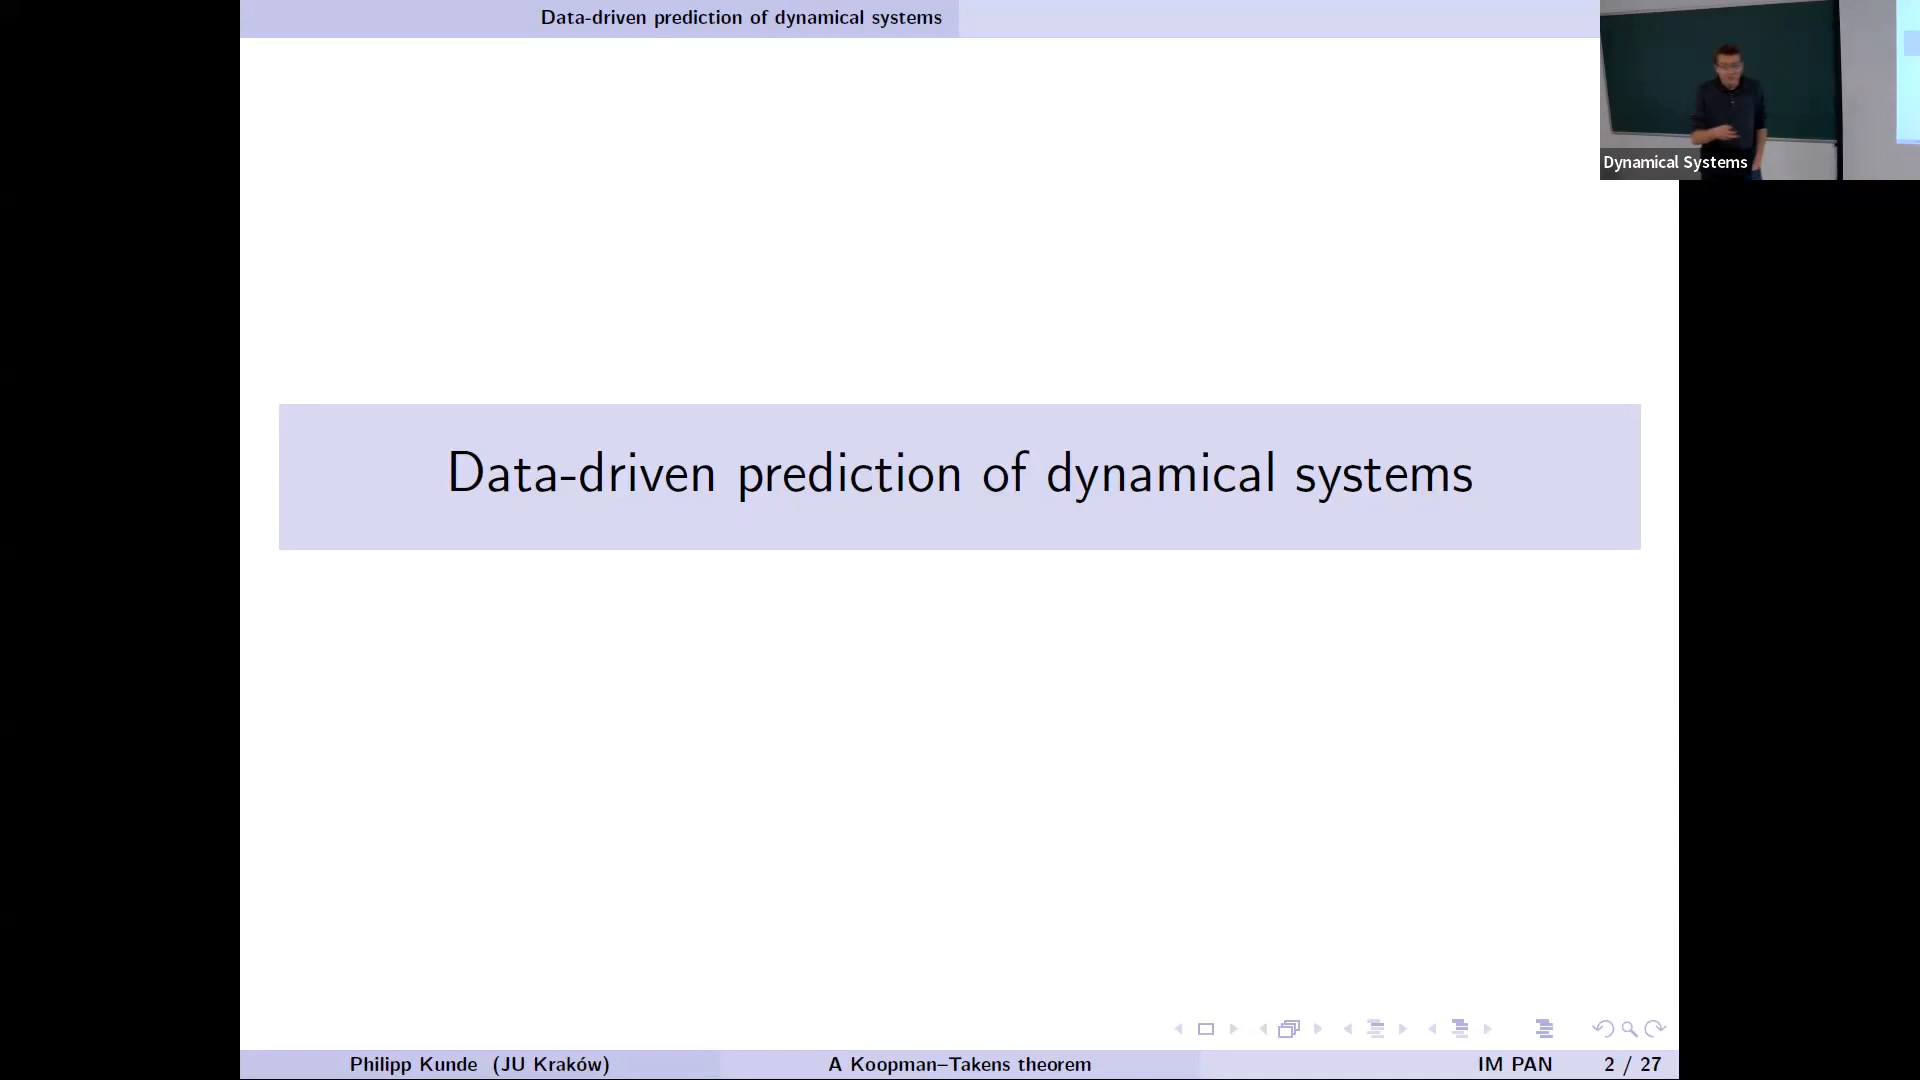 Data-driven prediction of dynamical systems
Dynamical Systems
Data-driven prediction of dynamical systems
Philipp Kunde (JU Kraków)
A Koopman–Takens theorem
IM PAN
2 / 27